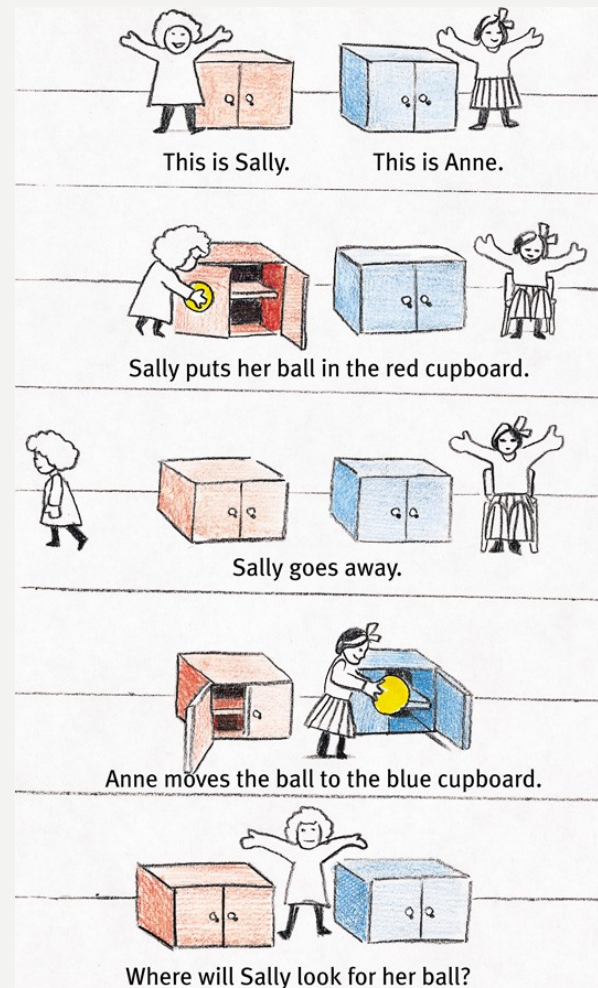 This is Sally. This is Anne.
Sally puts her ball in the red cupboard.
Sally goes away.
Anne moves the ball to the blue cupboard.
Where will Sally look for her ball?